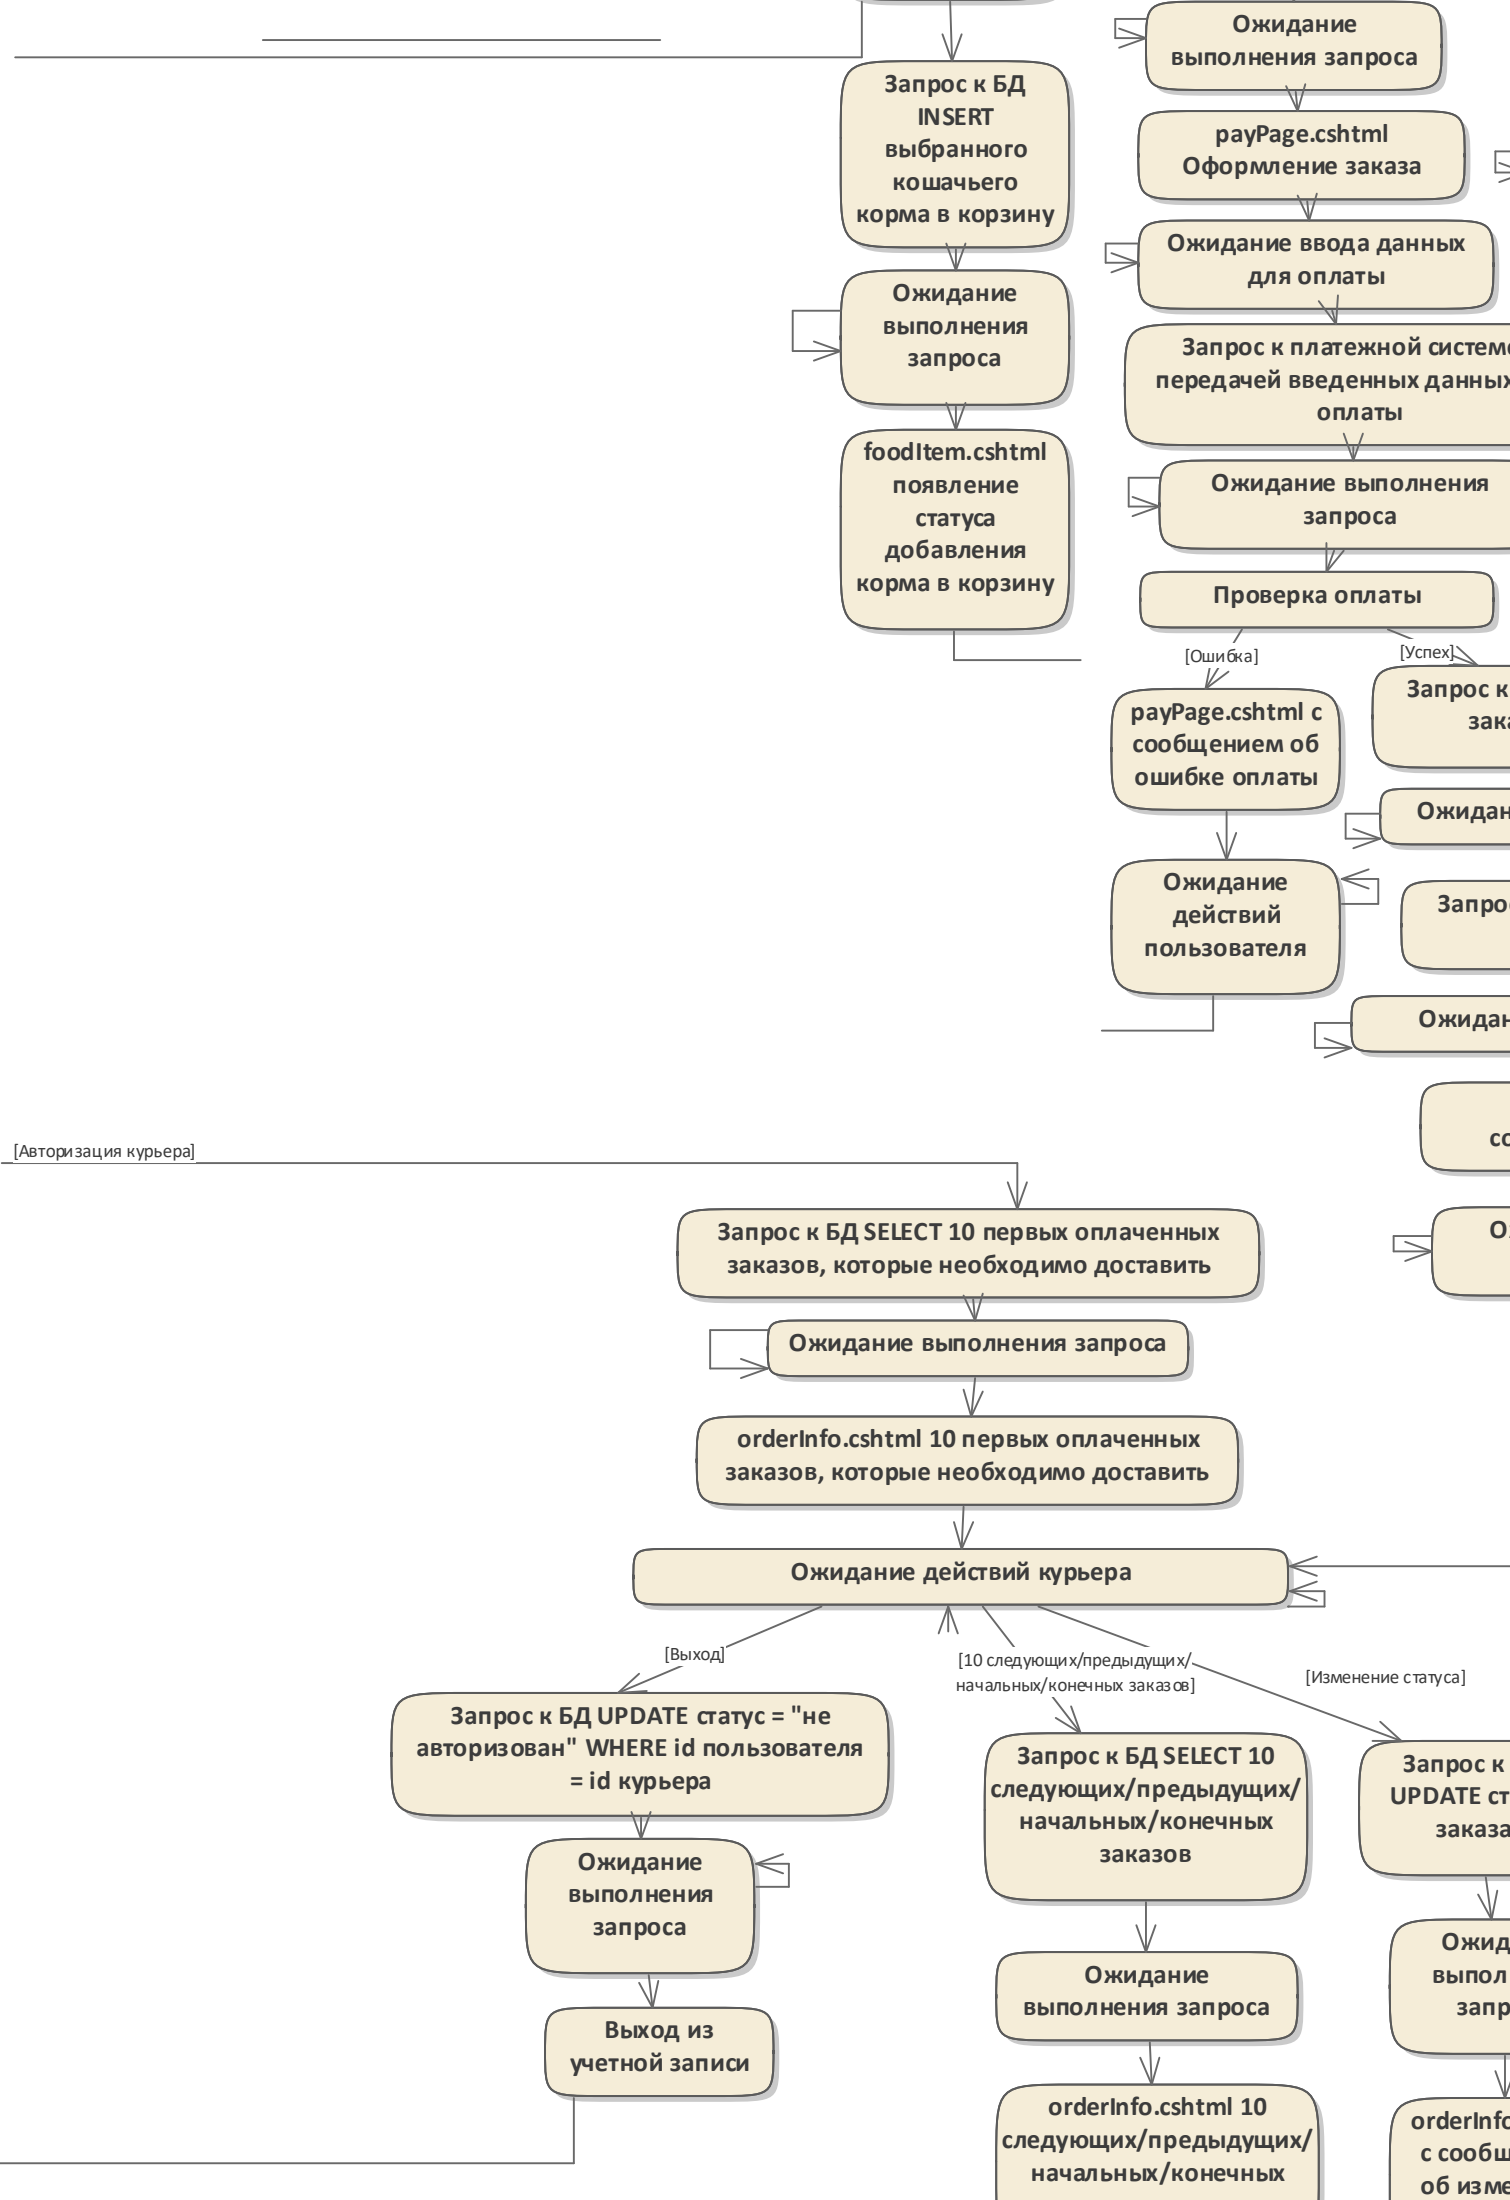 Ожидание
выполнения запроса
Запрос к БД
INSERT
выбранного
кошачьего
корма в корзину
payPage.cshtml
Оформление заказа
Ожидание ввода данных
для оплаты
Ожидание
выполнения
запроса
Запрос к платежной
передачей введенных данных
оплаты
foodItem.cshtml
появление
статуса
добавления
корма в корзину
Ожидание выполнения
запроса
Проверка оплаты
[Ошибка]
[Успех]
payPage.cshtml с
сообщением об
ошибке оплаты
Запрос к
Ожидание
действий
пользователя
[Авторизация курьера]
Запрос к БД SELECT 10 первых оплаченных
заказов, которые необходимо доставить
Ожидание выполнения запроса
orderInfo.cshtml 10 первых оплаченных
заказов, которые необходимо доставить
Ожидание действий курьера
[Выход]
[10 следующих/предыдущих/
начальных/конечных заказов]
[Изменение статуса]
Запрос к БД UPDATE статус = "не
авторизован" WHERE id пользователя
= id курьера
Запрос к БД SELECT 10
следующих/предыдущих/
начальных/конечных
заказов
Запрос к
UPDATE
Ожидание
выполнения
запроса
Ожидание
выполнения запроса
Выход из
учетной записи
orderInfo.cshtml 10
следующих/предыдущих/
начальных/конечных